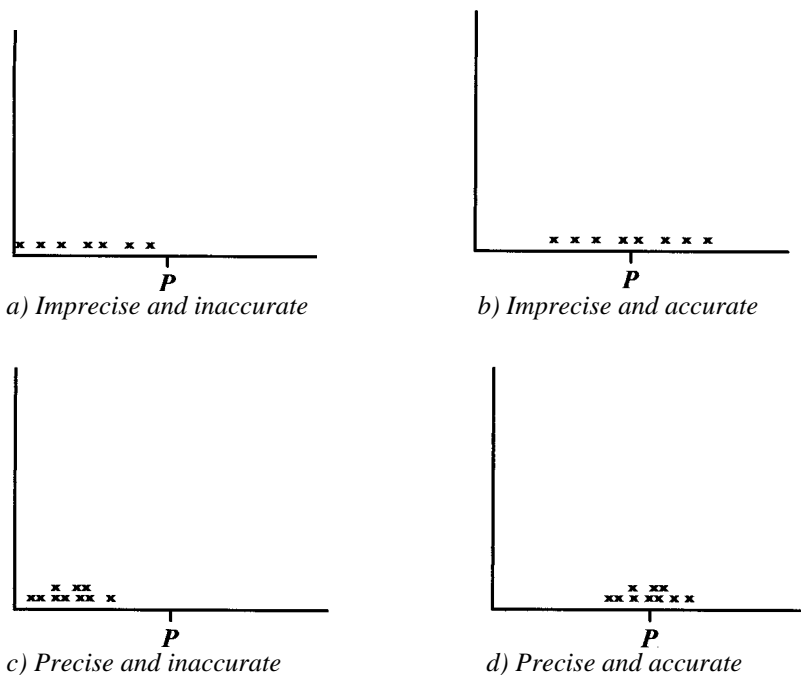 P
P
a) Imprecise and inaccurate
b) Imprecise and accurate
P
P
c) Precise and inaccurate
d) Precise and accurate